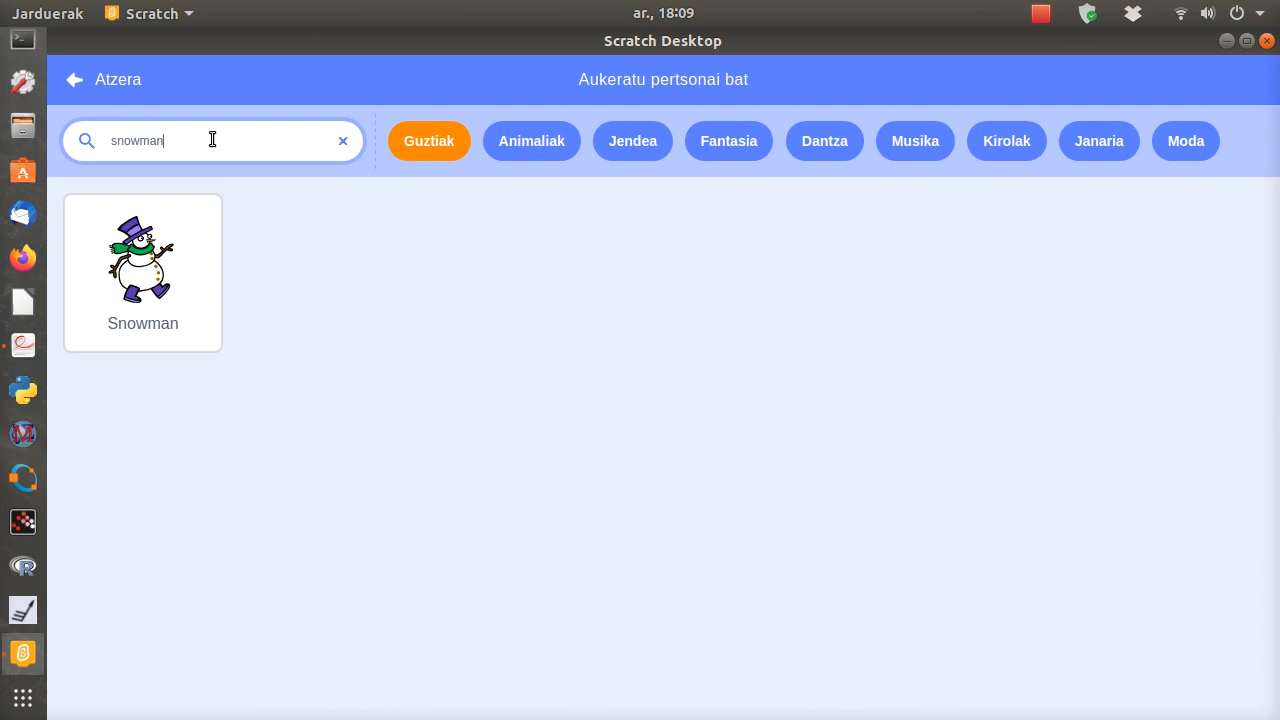 Jarduerak
Scratch
ar., 18:09
Scratch Desktop
Atzera
Aukeratu pertsonai bat
snowman
Guztiak
Animaliak
Jendea
Fantasia
Dantza
Musika
Kirolak
Janaria
Moda
Snowman